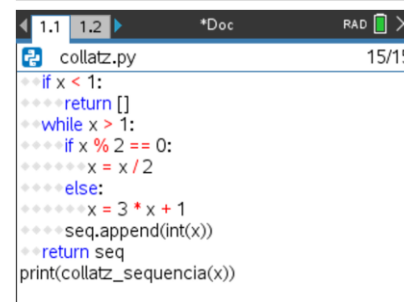 1.1 1.2 *Doc RAD
collatz.py 15/15
if x < 1:
return []
while x > 1:
if x % 2 == 0:
x = x / 2
else:
x = 3 * x + 1
seq.append(int(x))
return seq
print(collatz_sequencia(x))